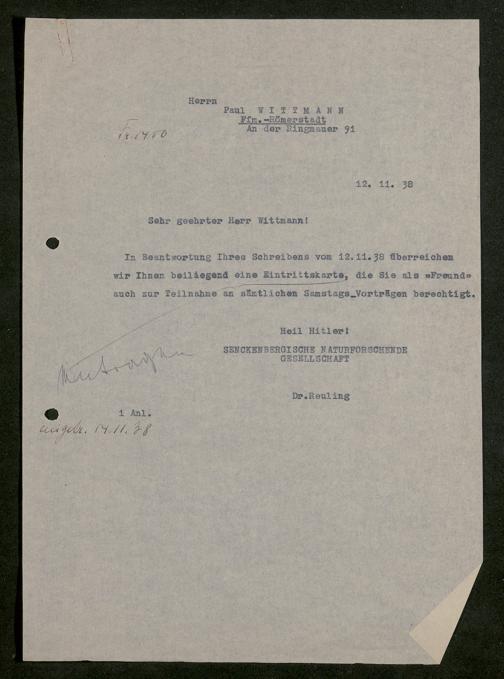 Herrn
Paul W I T T M A N N
Ffm.-Römerstadt
An der Ringmauer 91
12. 11. 38
Sehr geehrter Herr Wittmann!
In Beantwortung Ihres Schreibens vom 12.11.38 überreichen
wir Ihnen beiliegend eine Eintrittskarte, die Sie als »Freund«
auch zur Teilnahme an sämtlichen Samstags-Vorträgen berechtigt.
Heil Hitler!
SENCKENBERGISCHE NATURFORSCHENDE
GESELLSCHAFT
Dr.Reuling
1 Anl.
14.11.38